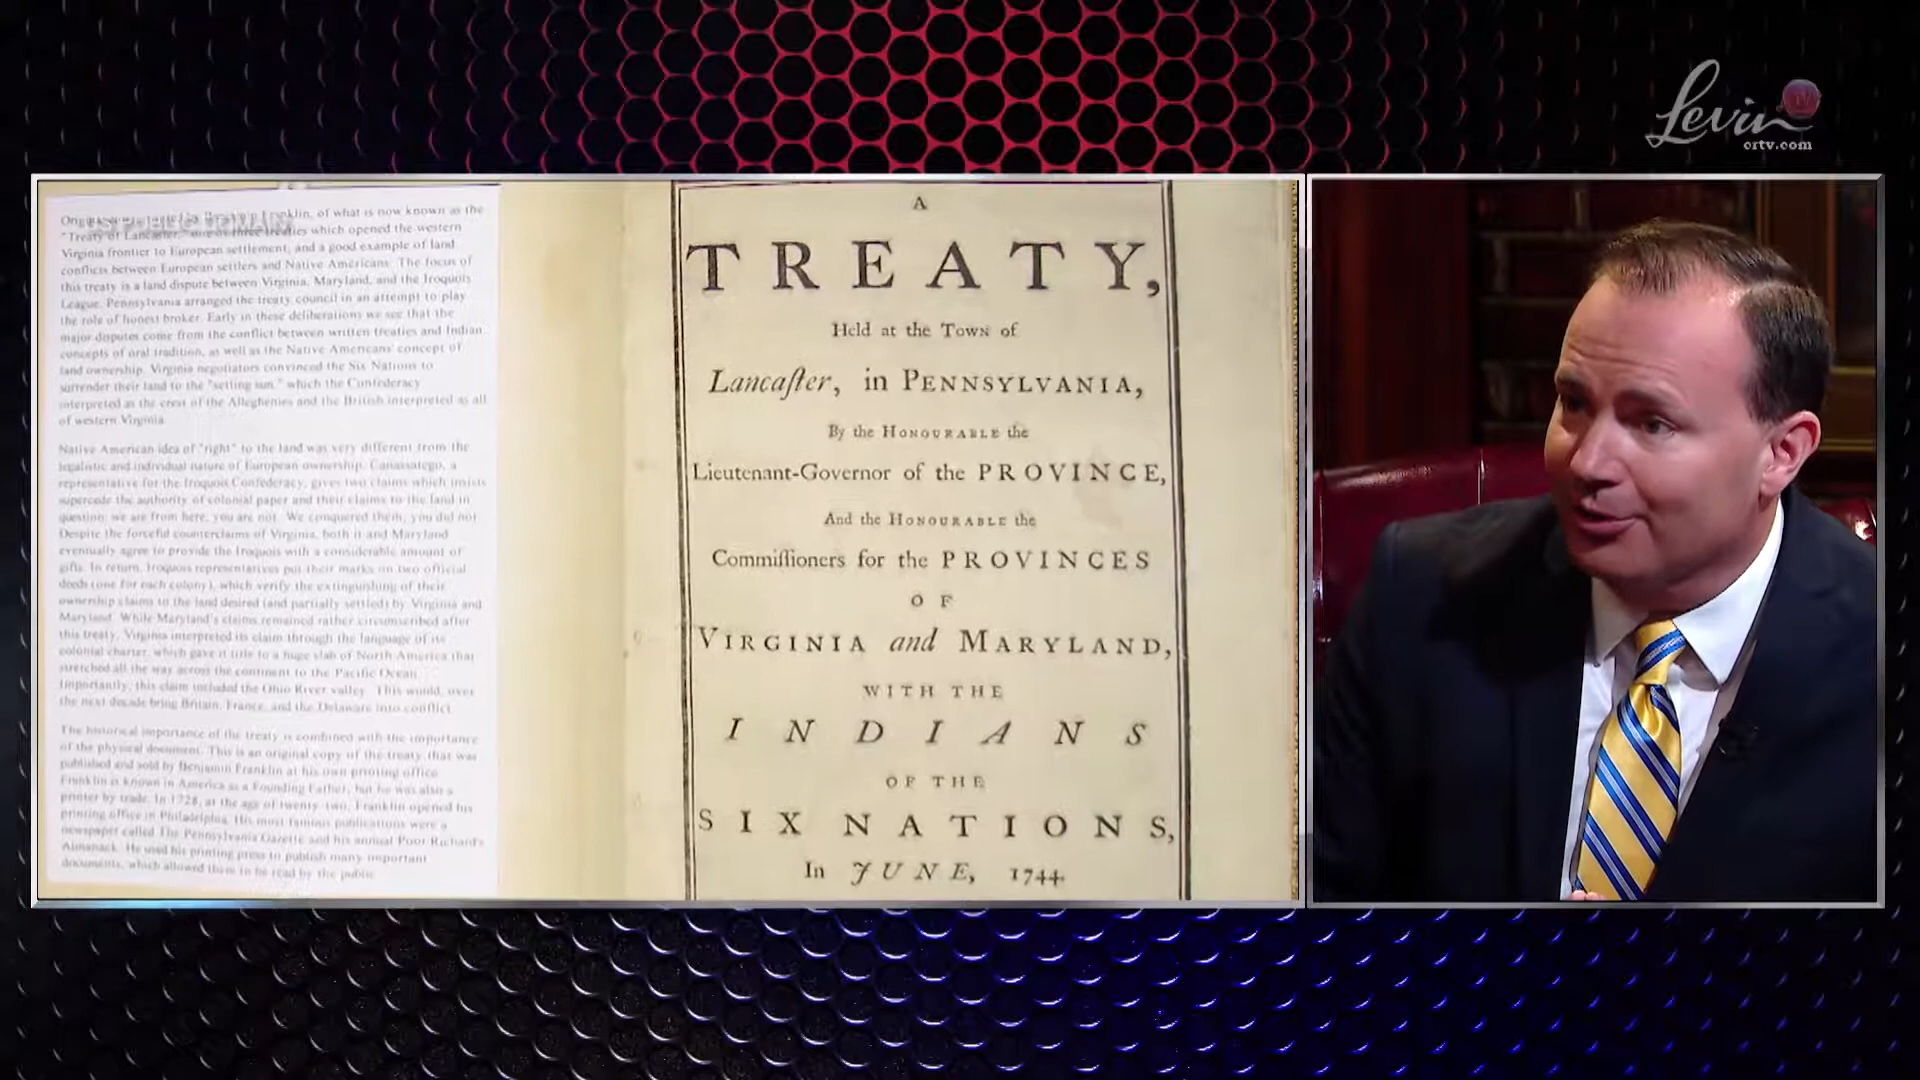 Levin TV
crtv.com
US PUBLIC DOMAIN
Franklin, of what is now known as the
"Treaty of Lancaster," one of three treaties which opened the western
Virginia frontier to European settlement, and a good example of land
conflicts between European settlers and Native Americans. The focus of
this treaty is a land dispute between Virginia, Maryland, and the Iroquois
League. Pennsylvania arranged the treaty council in an attempt to play
the role of honest broker. Early in these deliberations we see that the
major disputes come from the conflict between written treaties and Indian
concepts of oral tradition, as well as the Native Americans' concept of
land ownership. Virginia negotiators convinced the Six Nations to
surrender their land to the "setting sun," which the Confederacy
interpreted as the crest of the Alleghenies and the British interpreted as all
of western Virginia.
Native American idea of "right" to the land was very different from the
legalistic and individual nature of European ownership. Canassatego, a
representative for the Iroquois Confederacy, gives two claims which insists
supercede the authority of colonial paper and their claims to the land in
question: we are from here, you are not. We conquered them, you did not.
Despite the forceful counterclaims of Virginia, both it and Maryland
eventually agree to provide the Iroquois with a considerable amount of
gifts. In return, Iroquois representatives put their marks on two official
deeds (one for each colony), which verify the extinguishing of their
ownership claims to the land desired (and partially settled) by Virginia and
Maryland. While Maryland's claims remained rather circumscribed after
this treaty, Virginia interpreted its claim through the language of its
colonial charter, which gave it title to a huge slab of North America that
stretched all the way across the continent to the Pacific Ocean.
Importantly, this claim included the Ohio River valley. This would, over
the next decade bring Britain, France, and the Delaware into conflict.
The historical importance of the treaty is combined with the importance
of the physical document. This is an original copy of the treaty that was
published and sold by Benjamin Franklin at his own printing office.
Franklin is known in America as a Founding Father, but he was also a
printer by trade. In 1728, at the age of twenty-two, Franklin opened his
printing office in Philadelphia. His most famous publications were a
newspaper called The Pennsylvania Gazette and his annual Poor Richard's
Almanack. He used his printing press to publish many important
documents, which allowed them to be read by the public.
A
TREATY,
Held at the Town of
Lancaſter, in PENNSYLVANIA,
By the HONOURABLE the
Lieutenant-Governor of the PROVINCE,
And the HONOURABLE the
Commiſſioners for the PROVINCES
OF
VIRGINIA and MARYLAND,
WITH THE
INDIANS
OF THE
SIX NATIONS,
In JUNE, 1744.